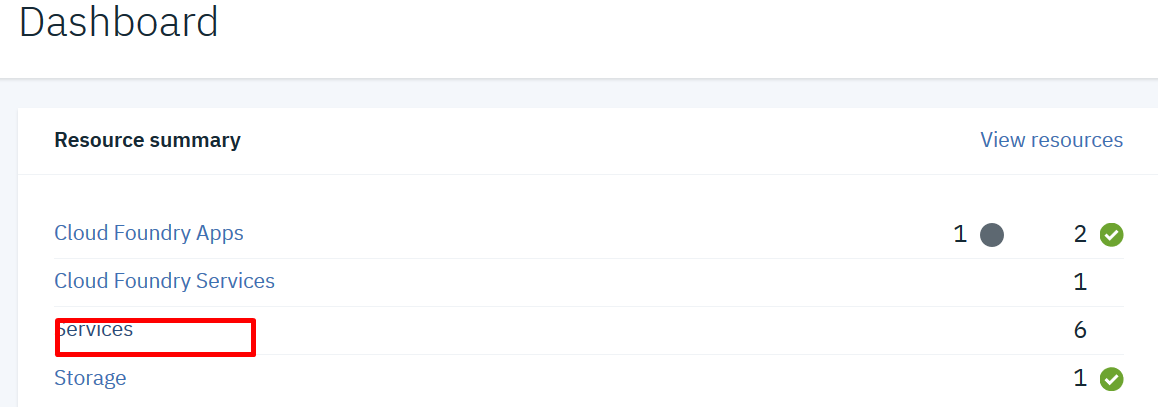 Dashboard
Resource summary View resources
Cloud Foundry Apps 1 2
Cloud Foundry Services 1
Services 6
Storage 1